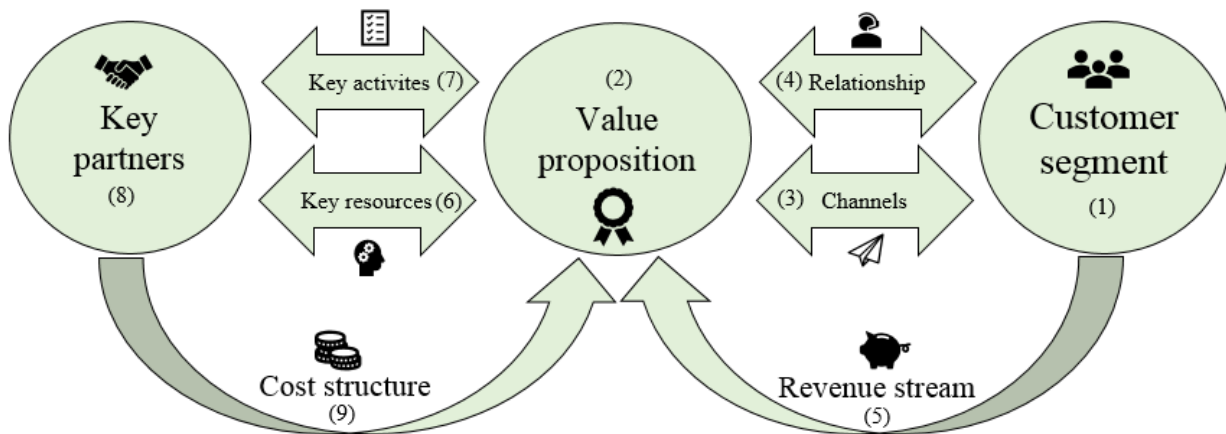 Key
partners
(8)
Key activites (7)
Key resources (6)
(2)
Value
proposition
(4) Relationship
(3) Channels
Customer
segment
(1)
Cost structure
(9)
Revenue stream
(5)